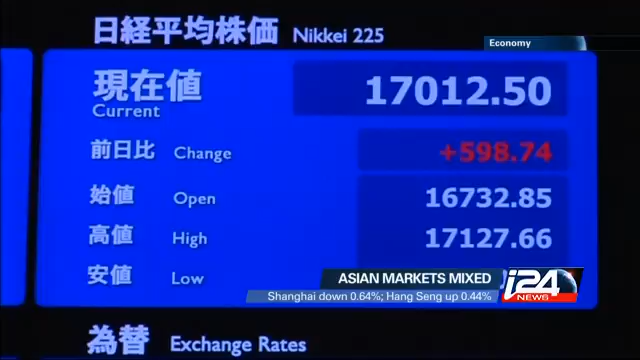 日経平均株価 Nikkei 225
Economy
現在値 17012.50
Current
前日比 Change +598.74
始値 Open 16732.85
高値 High 17127.66
安値 Low
ASIAN MARKETS MIXED
Shanghai down 0.64%; Hang Seng up 0.44%
i24
NEWS
為替 Exchange Rates